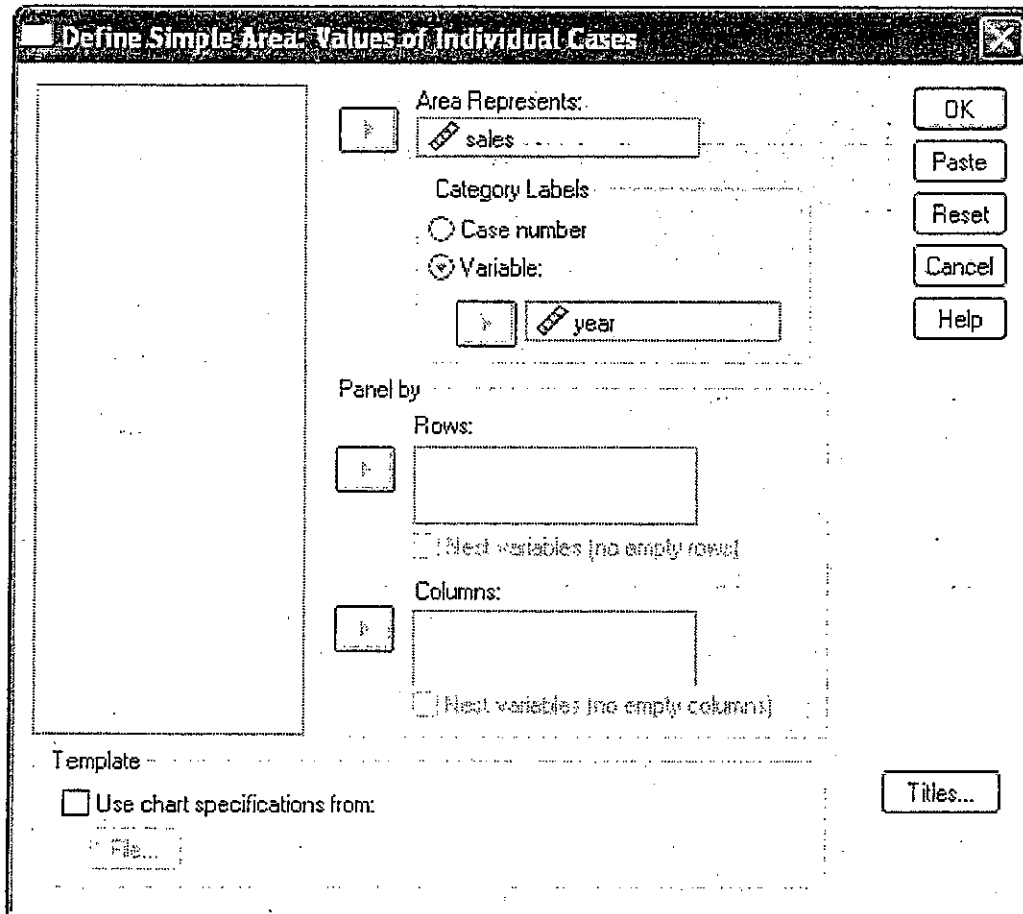 Define Simple Area: Values of Individual Cases
Area Represents:
sales
Category Labels
Case number
Variable:
year
Panel by
Rows:
Nest variables (no empty rows)
Columns:
Nest variables (no empty columns)
Template
Use chart specifications from:
File...
OK
Paste
Reset
Cancel
Help
Titles...